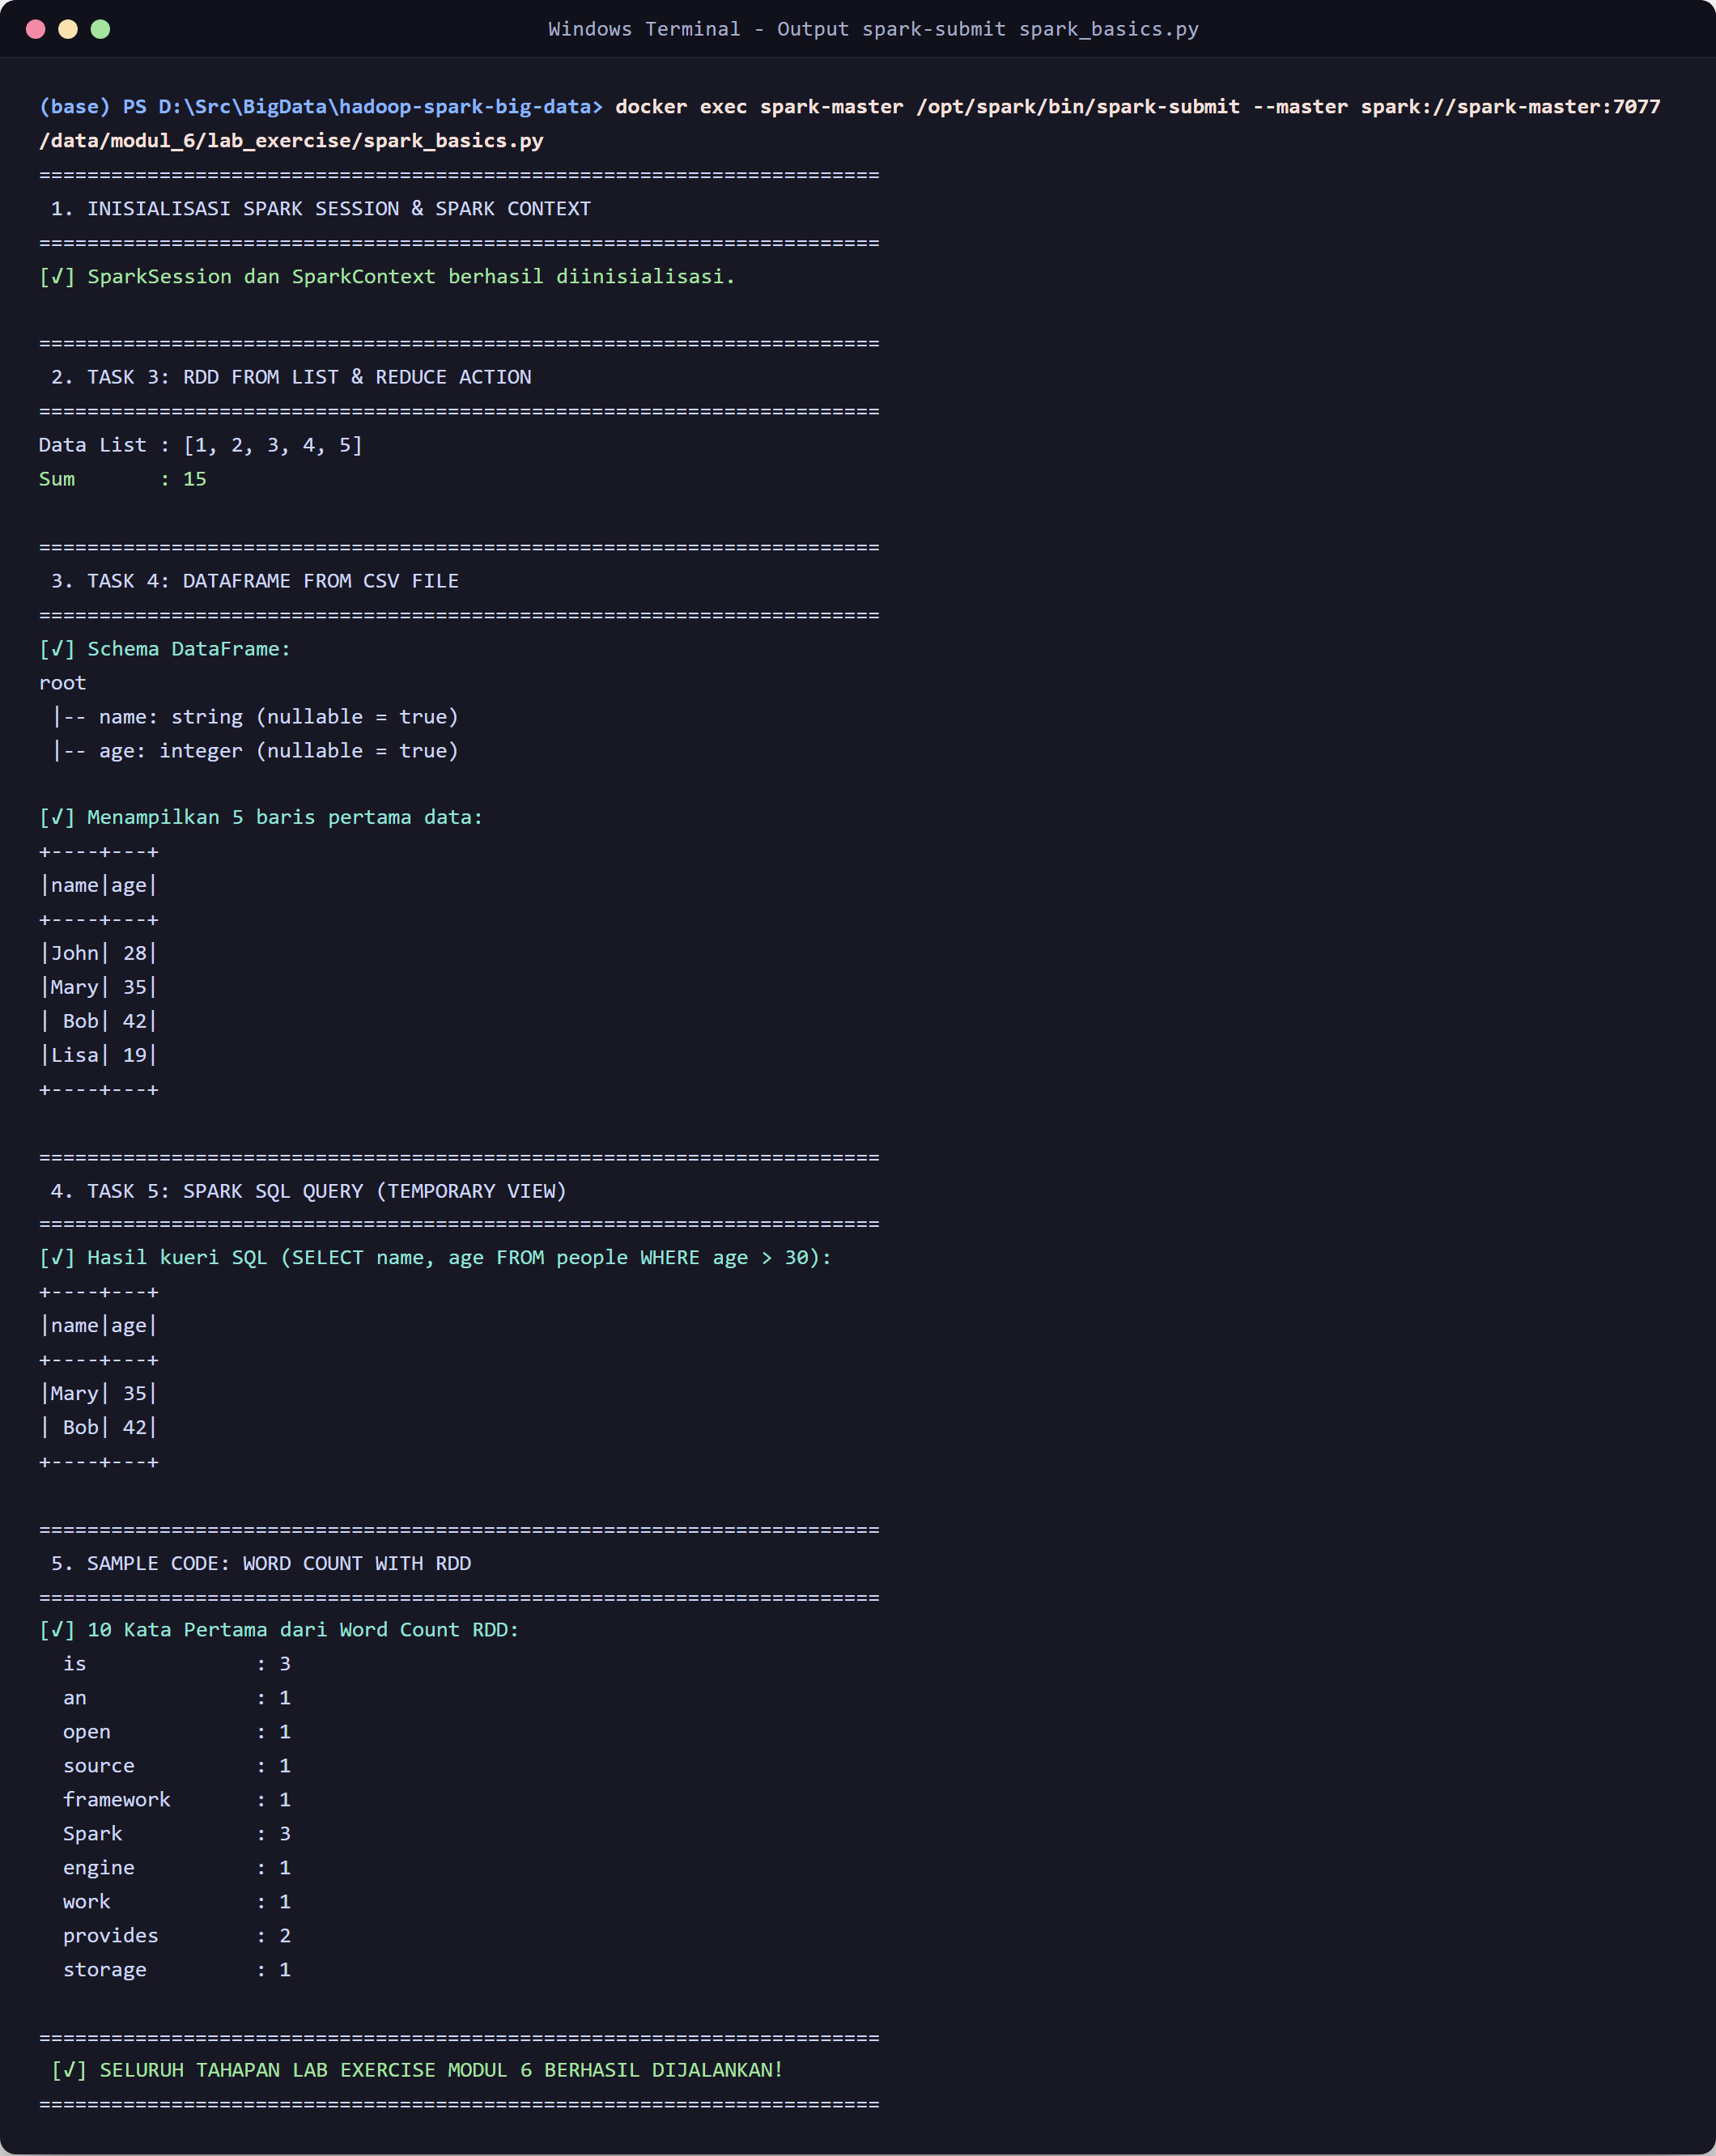 Windows Terminal - Output spark-submit spark_basics.py
(base) PS D:\Src\BigData\hadoop-spark-big-data> docker exec spark-master /opt/spark/bin/spark-submit --master spark://spark-master:7077
/data/modul_6/lab_exercise/spark_basics.py
======================================================================
 1. INISIALISASI SPARK SESSION & SPARK CONTEXT
======================================================================
[√] SparkSession dan SparkContext berhasil diinisialisasi.

======================================================================
 2. TASK 3: RDD FROM LIST & REDUCE ACTION
======================================================================
Data List : [1, 2, 3, 4, 5]
Sum       : 15

======================================================================
 3. TASK 4: DATAFRAME FROM CSV FILE
======================================================================
[√] Schema DataFrame:
root
 |-- name: string (nullable = true)
 |-- age: integer (nullable = true)

[√] Menampilkan 5 baris pertama data:
+----+---+
|name|age|
+----+---+
|John| 28|
|Mary| 35|
| Bob| 42|
|Lisa| 19|
+----+---+

======================================================================
 4. TASK 5: SPARK SQL QUERY (TEMPORARY VIEW)
======================================================================
[√] Hasil kueri SQL (SELECT name, age FROM people WHERE age > 30):
+----+---+
|name|age|
+----+---+
|Mary| 35|
| Bob| 42|
+----+---+

======================================================================
 5. SAMPLE CODE: WORD COUNT WITH RDD
======================================================================
[√] 10 Kata Pertama dari Word Count RDD:
  is              : 3
  an              : 1
  open            : 1
  source          : 1
  framework       : 1
  Spark           : 3
  engine          : 1
  work            : 1
  provides        : 2
  storage         : 1

======================================================================
 [√] SELURUH TAHAPAN LAB EXERCISE MODUL 6 BERHASIL DIJALANKAN!
======================================================================